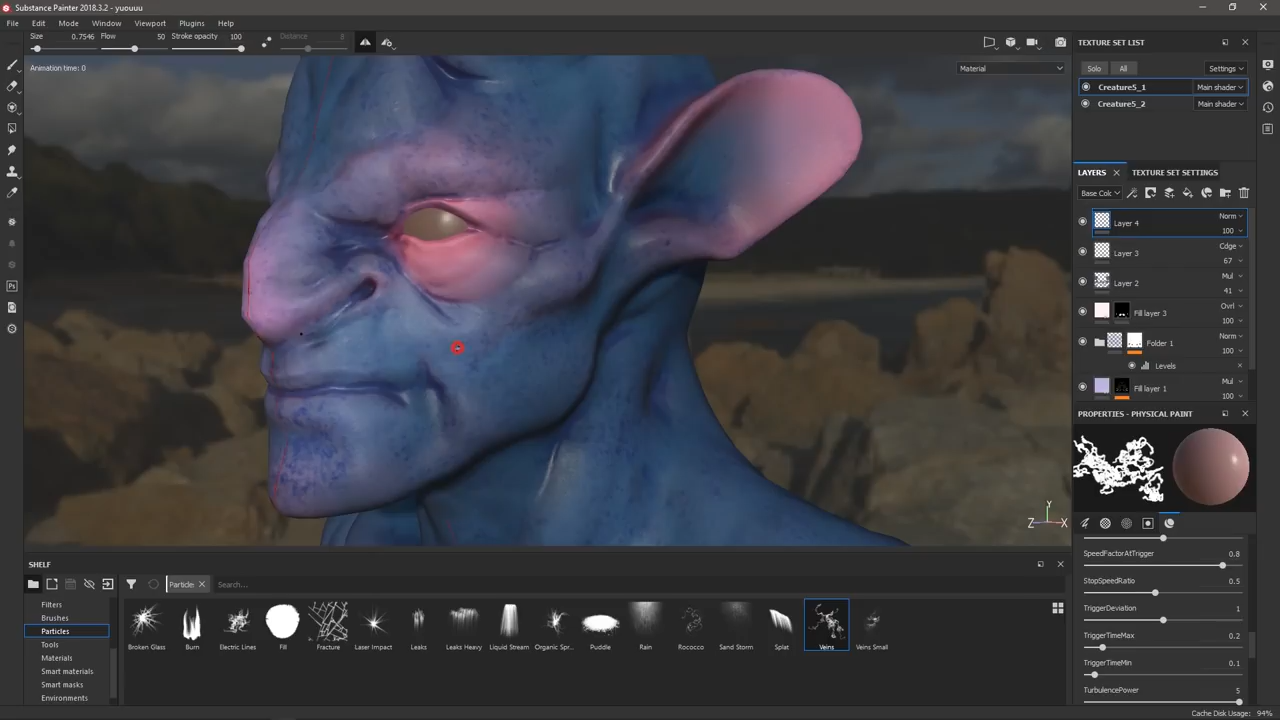 Substance Painter 2018.3.2 - yuouuu
File Edit Mode Window Viewport Plugins Help
Size 0.7546 Flow 50 Stroke opacity 100 Distance 8
Animation time: 0
Material
TEXTURE SET LIST
Solo All Settings
Creature5_1 Main shader
Creature5_2 Main shader
LAYERS TEXTURE SET SETTINGS
Base Colo
Layer 4 Norm 100
Layer 3 Cdge 67
Layer 2 Mul 41
Fill layer 3 Ovrl 100
Folder 1 Norm 100
Levels
Fill layer 1 Mul 100
PROPERTIES - PHYSICAL PAINT
SpeedFactorAtTrigger 0.8
StopSpeedRatio 0.5
TriggerDeviation 1
TriggerTimeMax 0.2
TriggerTimeMin 0.1
TurbulencePower 5
Y
Z X
SHELF
Particle Search...
Filters
Brushes
Particles
Tools
Materials
Smart materials
Smart masks
Environments
Broken Glass Burn Electric Lines Fill Fracture Laser Impact Leaks Leaks Heavy Liquid Stream Organic Spr... Puddle Rain Rococco Sand Storm Splat Veins Veins Small
Cache Disk Usage: 94%